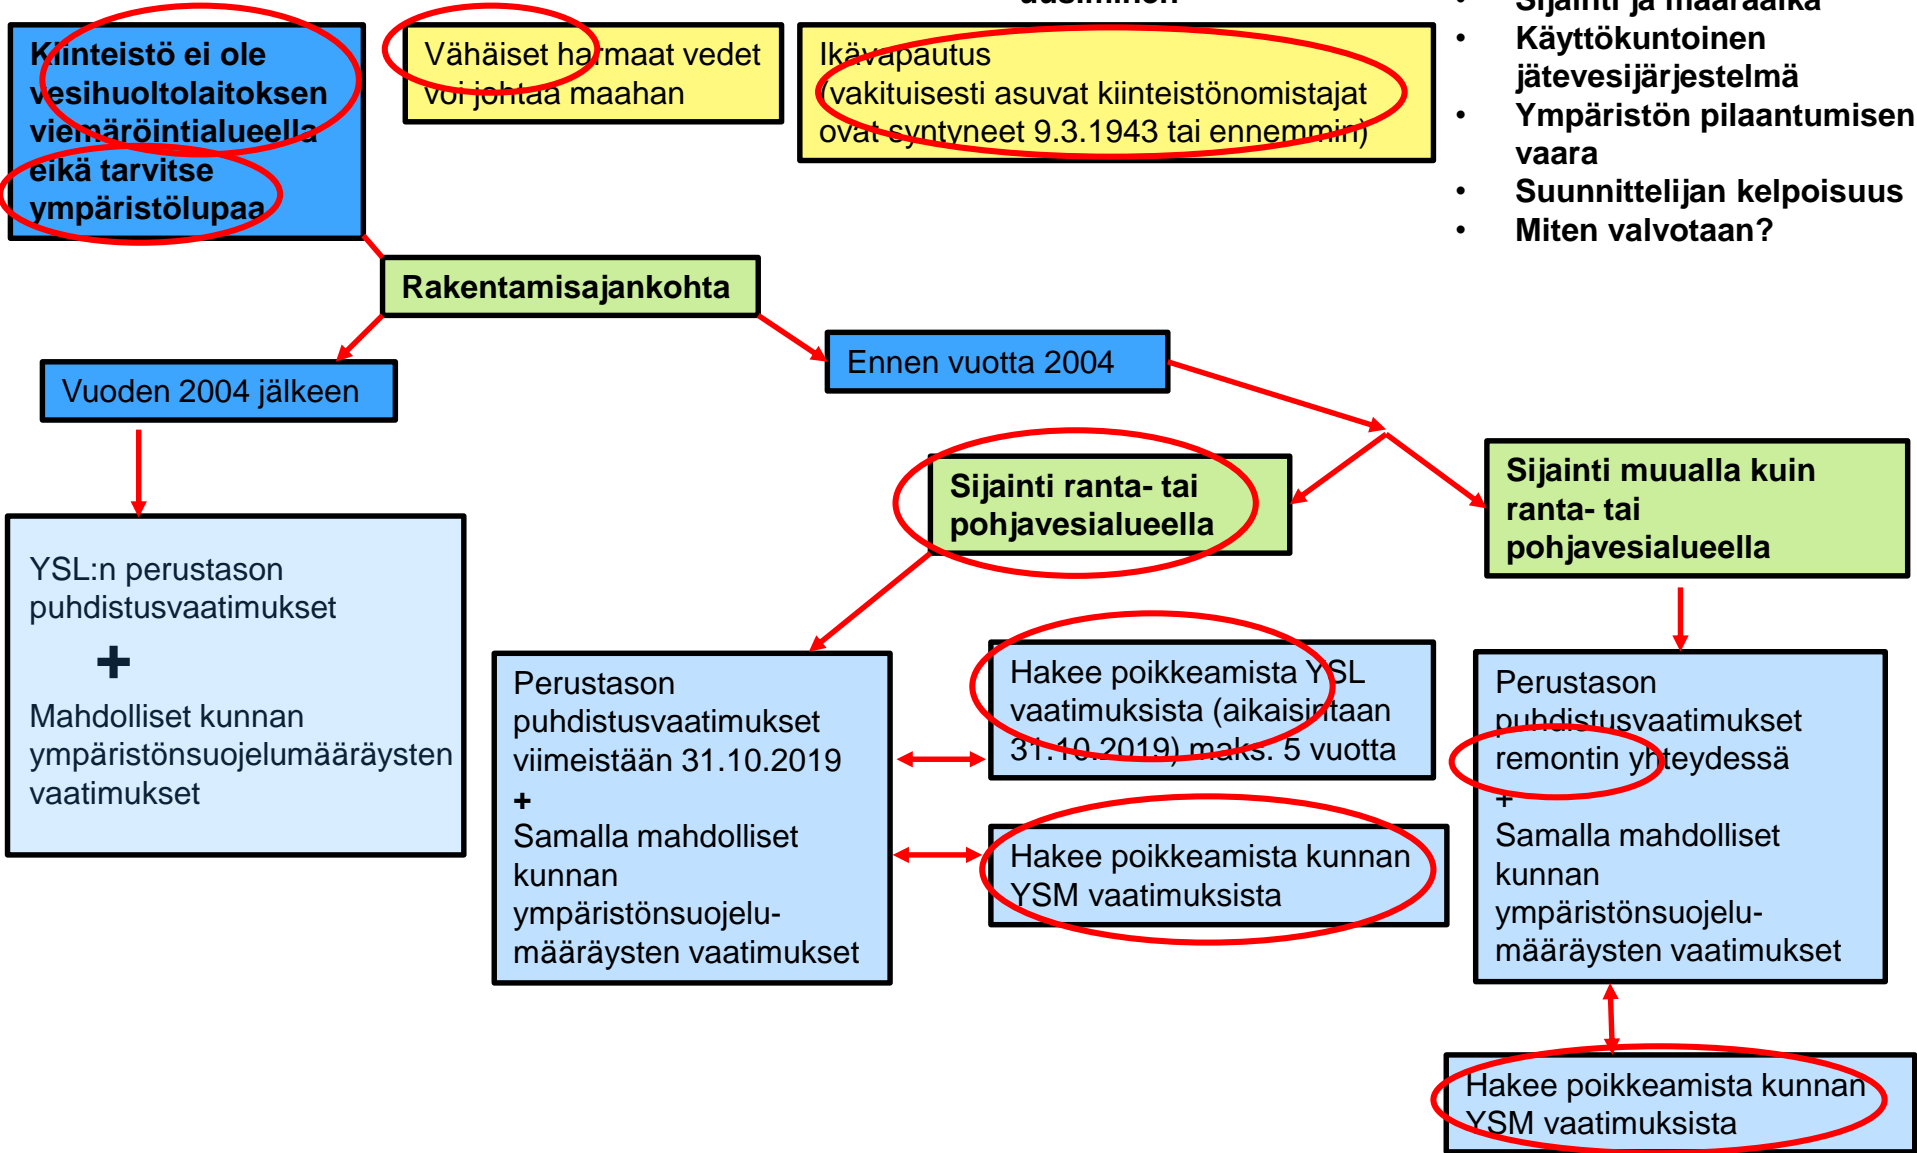 uusiminen
• Sijainti ja määräaika
• Käyttökuntoinen
jätevesijärjestelmä
• Ympäristön pilaantumisen
vaara
• Suunnittelijan kelpoisuus
• Miten valvotaan?
Kiinteistö ei ole
vesihuoltolaitoksen
viemäröintialueella
eikä tarvitse
ympäristölupaa
Vähäiset harmaat vedet
voi johtaa maahan
Ikävapautus
(vakituisesti asuvat kiinteistönomistajat
ovat syntyneet 9.3.1943 tai ennemmin)
Rakentamisajankohta
Vuoden 2004 jälkeen
Ennen vuotta 2004
Sijainti ranta- tai
pohjavesialueella
Sijainti muualla kuin
ranta- tai
pohjavesialueella
YSL:n perustason
puhdistusvaatimukset
+
Mahdolliset kunnan
ympäristönsuojelumääräysten
vaatimukset
Perustason
puhdistusvaatimukset
viimeistään 31.10.2019
+
Samalla mahdolliset
kunnan
ympäristönsuojelu-
määräysten vaatimukset
Hakee poikkeamista YSL
vaatimuksista (aikaisintaan
31.10.2019) maks. 5 vuotta
Hakee poikkeamista kunnan
YSM vaatimuksista
Perustason
puhdistusvaatimukset
remontin yhteydessä
+
Samalla mahdolliset
kunnan
ympäristönsuojelu-
määräysten vaatimukset
Hakee poikkeamista kunnan
YSM vaatimuksista